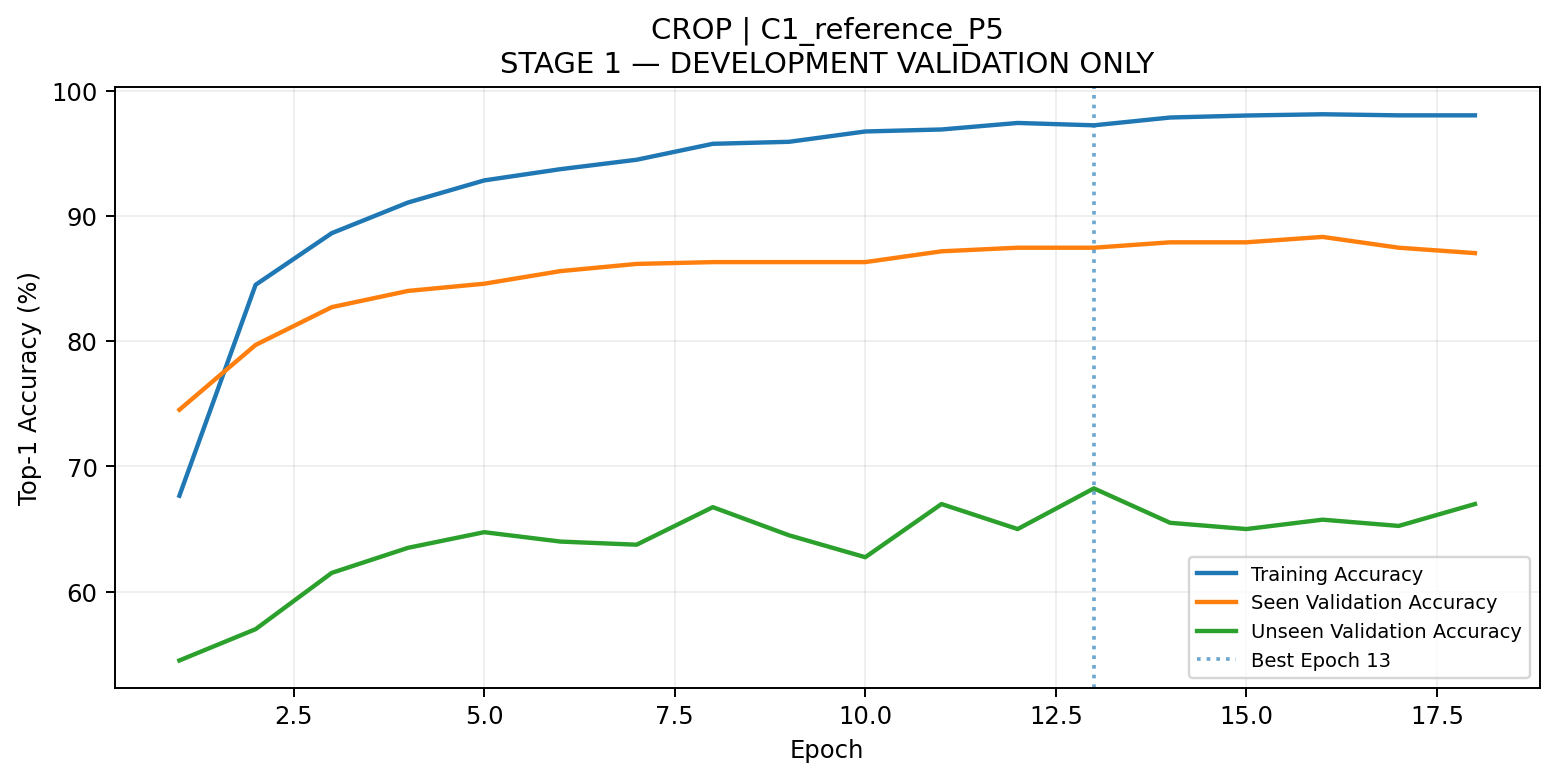 CROP | C1_reference_P5
STAGE 1 — DEVELOPMENT VALIDATION ONLY
Top-1 Accuracy (%)
100
90
80
70
60
2.5 5.0 7.5 10.0 12.5 15.0 17.5
Epoch
Training Accuracy
Seen Validation Accuracy
Unseen Validation Accuracy
Best Epoch 13